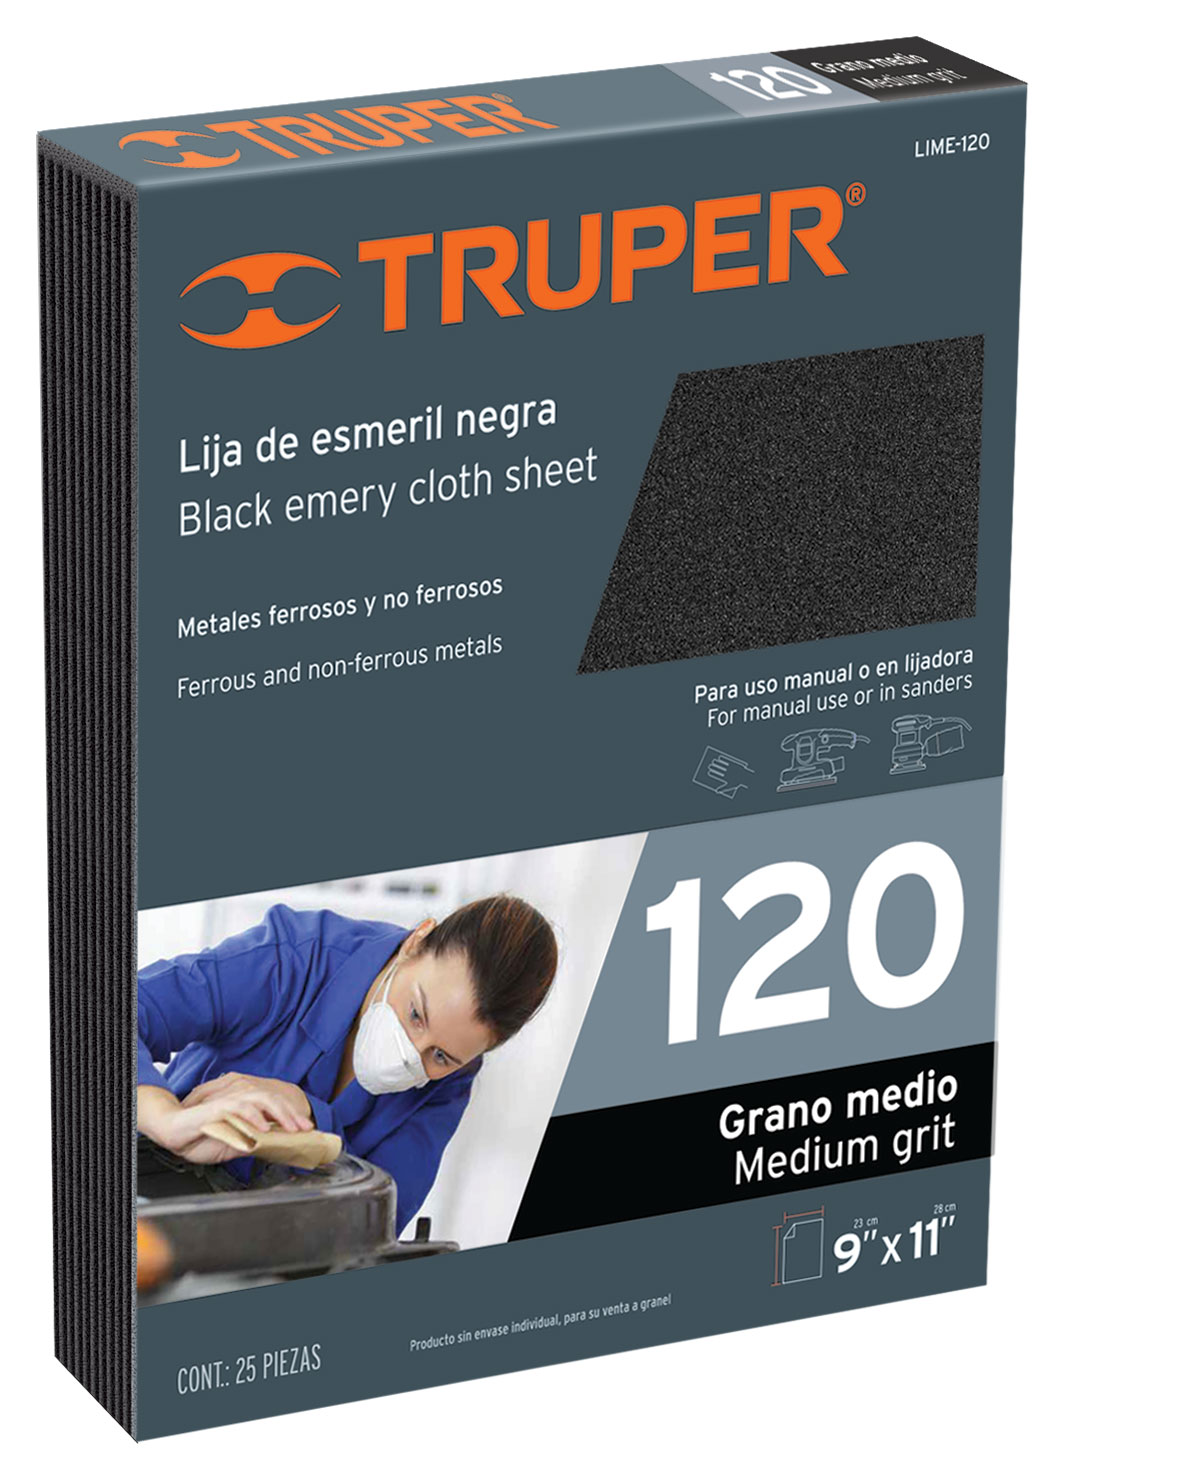 TRUPER®
120
Grano medio
Medium grit
LIME-120
TRUPER®
Lija de esmeril negra
Black emery cloth sheet
Metales ferrosos y no ferrosos
Ferrous and non-ferrous metals
Para uso manual o en lijadora
For manual use or in sanders
120
Grano medio
Medium grit
23 cm 28 cm
9" x 11"
Producto sin envase individual, para su venta a granel
CONT.: 25 PIEZAS